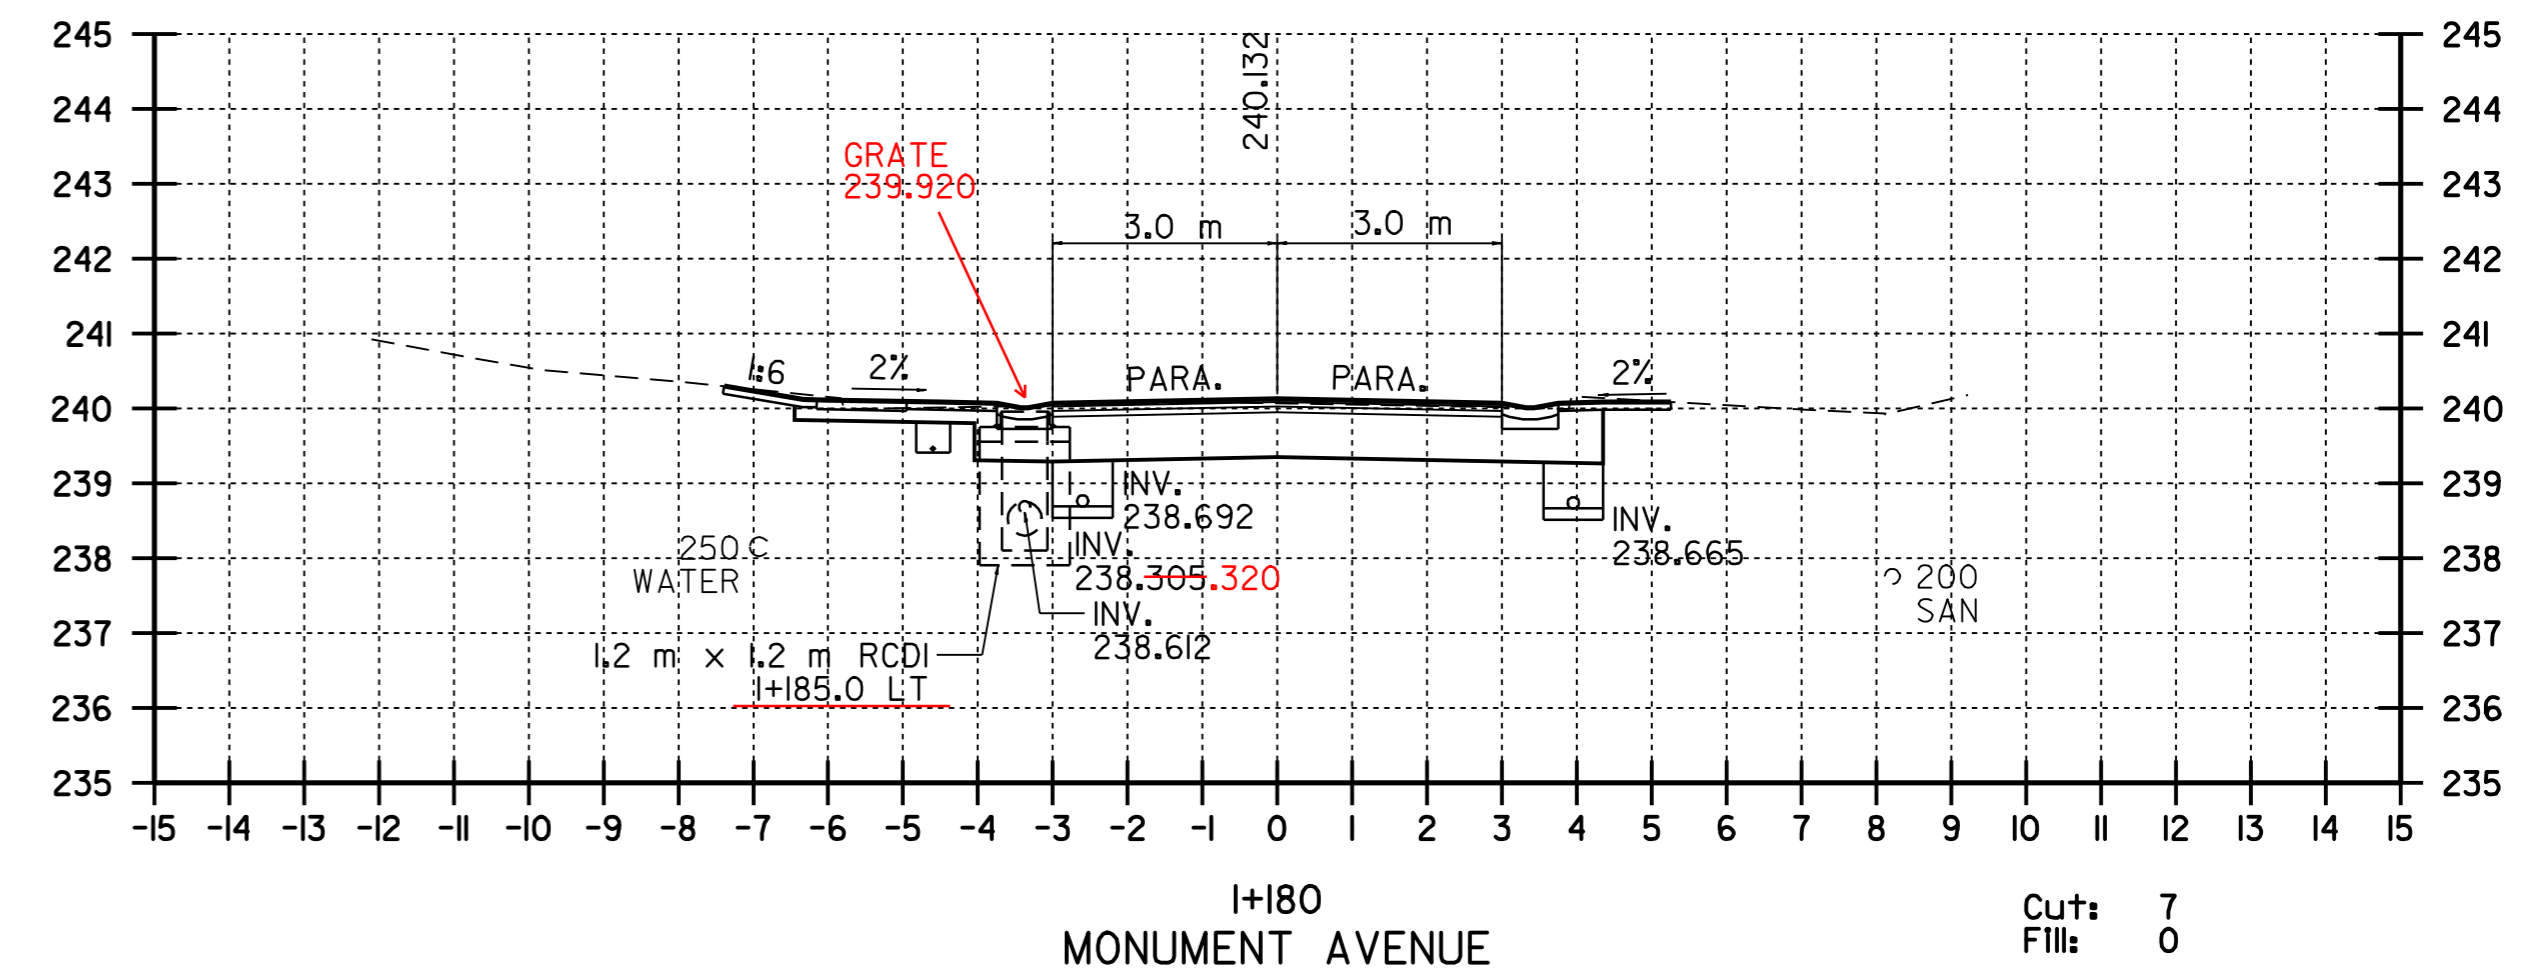 240.132
245 245
244 244
GRATE
239.920
243 243
3.0 m 3.0 m
242 242
241 241
1:6 2% PARA. PARA. 2%
240 240
239 239
INV.
238.692
INV.
238.665
250
WATER
INV.
238.305 .320
238 238
200
SAN
INV.
238.612
237 237
1.2 m x 1.2 m RCDI
1+185.0 LT
236 236
235 235
-15 -14 -13 -12 -11 -10 -9 -8 -7 -6 -5 -4 -3 -2 -1 0 1 2 3 4 5 6 7 8 9 10 11 12 13 14 15
1+180
MONUMENT AVENUE
Cut: 7
Fill: 0